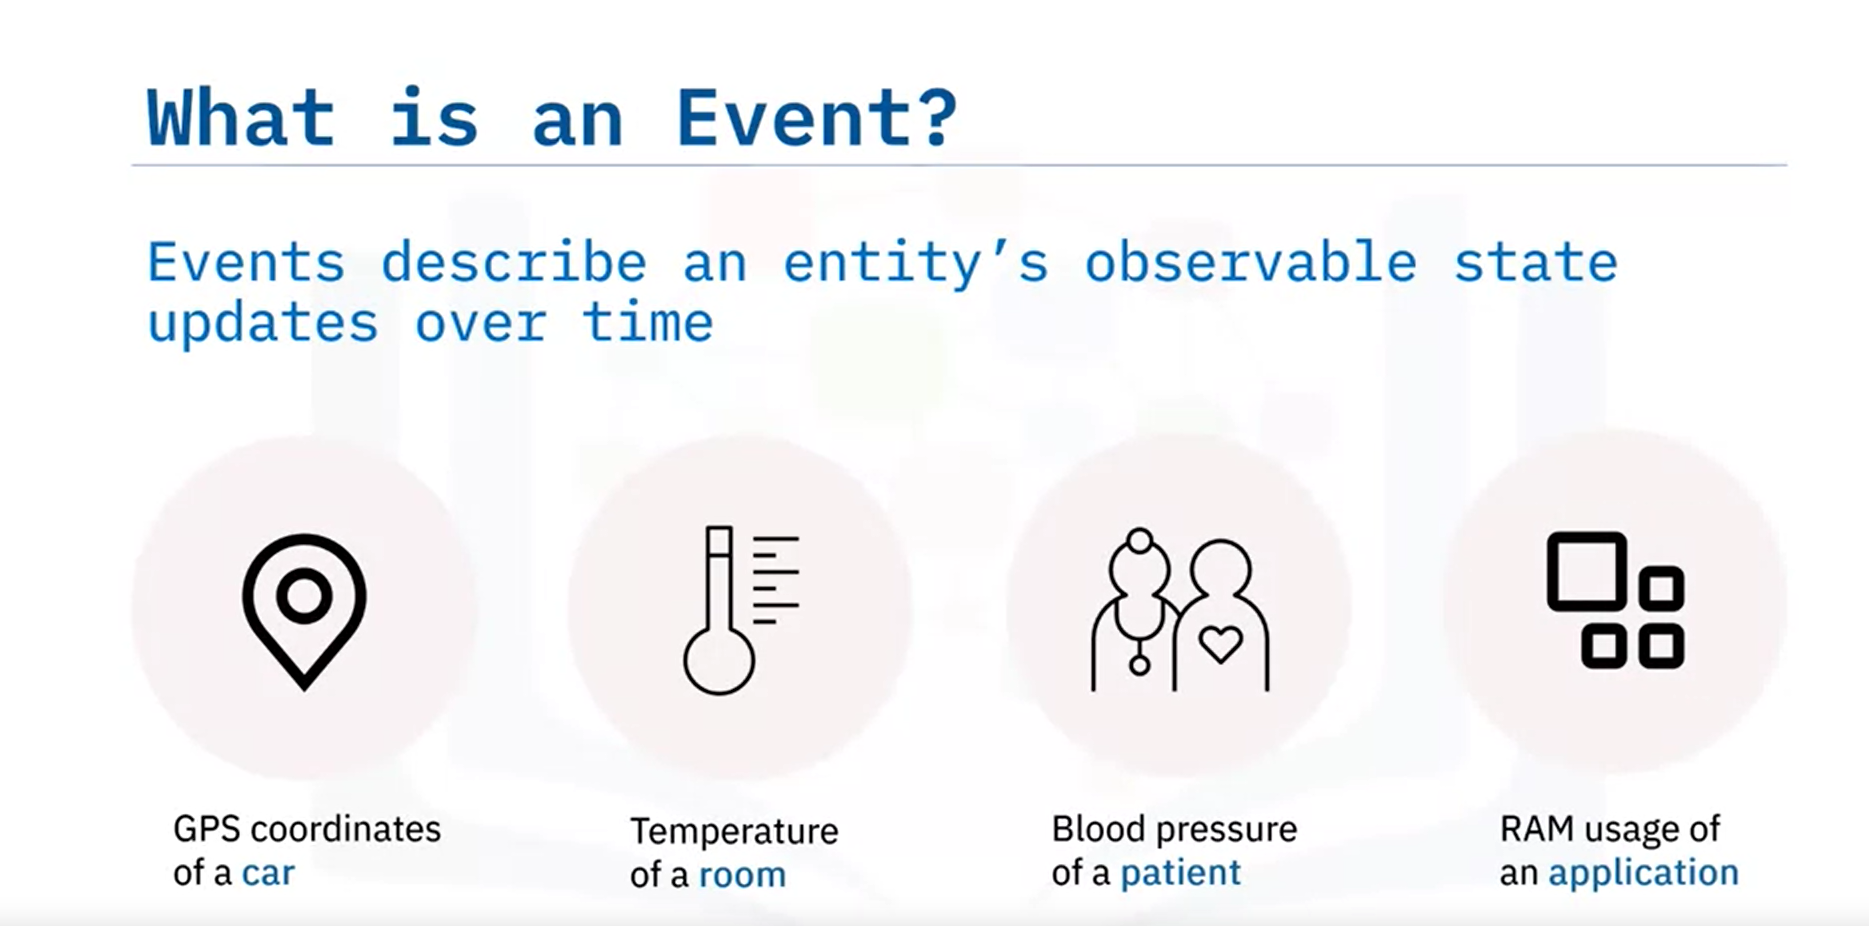 What is an Event?
Events describe an entity’s observable state
updates over time
GPS coordinates
of a car
Temperature
of a room
Blood pressure
of a patient
RAM usage of
an application